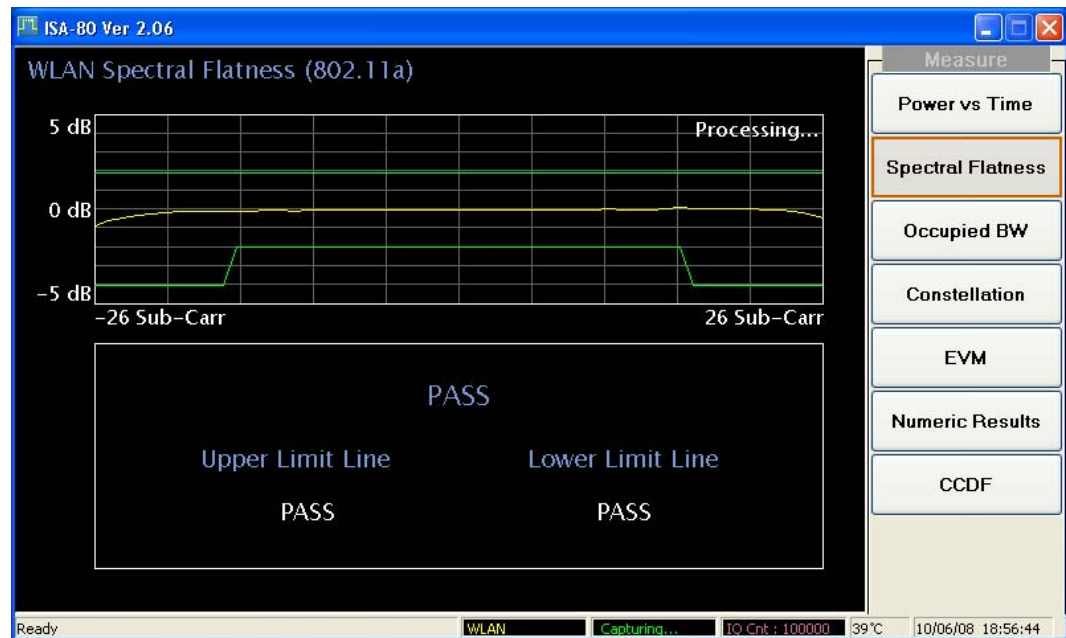 ISA-80 Ver 2.06
WLAN Spectral Flatness (802.11a)
5 dB
Processing...
0 dB
-5 dB
-26 Sub-Carr
26 Sub-Carr
PASS
Upper Limit Line
Lower Limit Line
PASS
PASS
Measure
Power vs Time
Spectral Flatness
Occupied BW
Constellation
EVM
Numeric Results
CCDF
Ready
WLAN
Capturing...
IQ Cnt : 100000
39℃
10/06/08 18:56:44